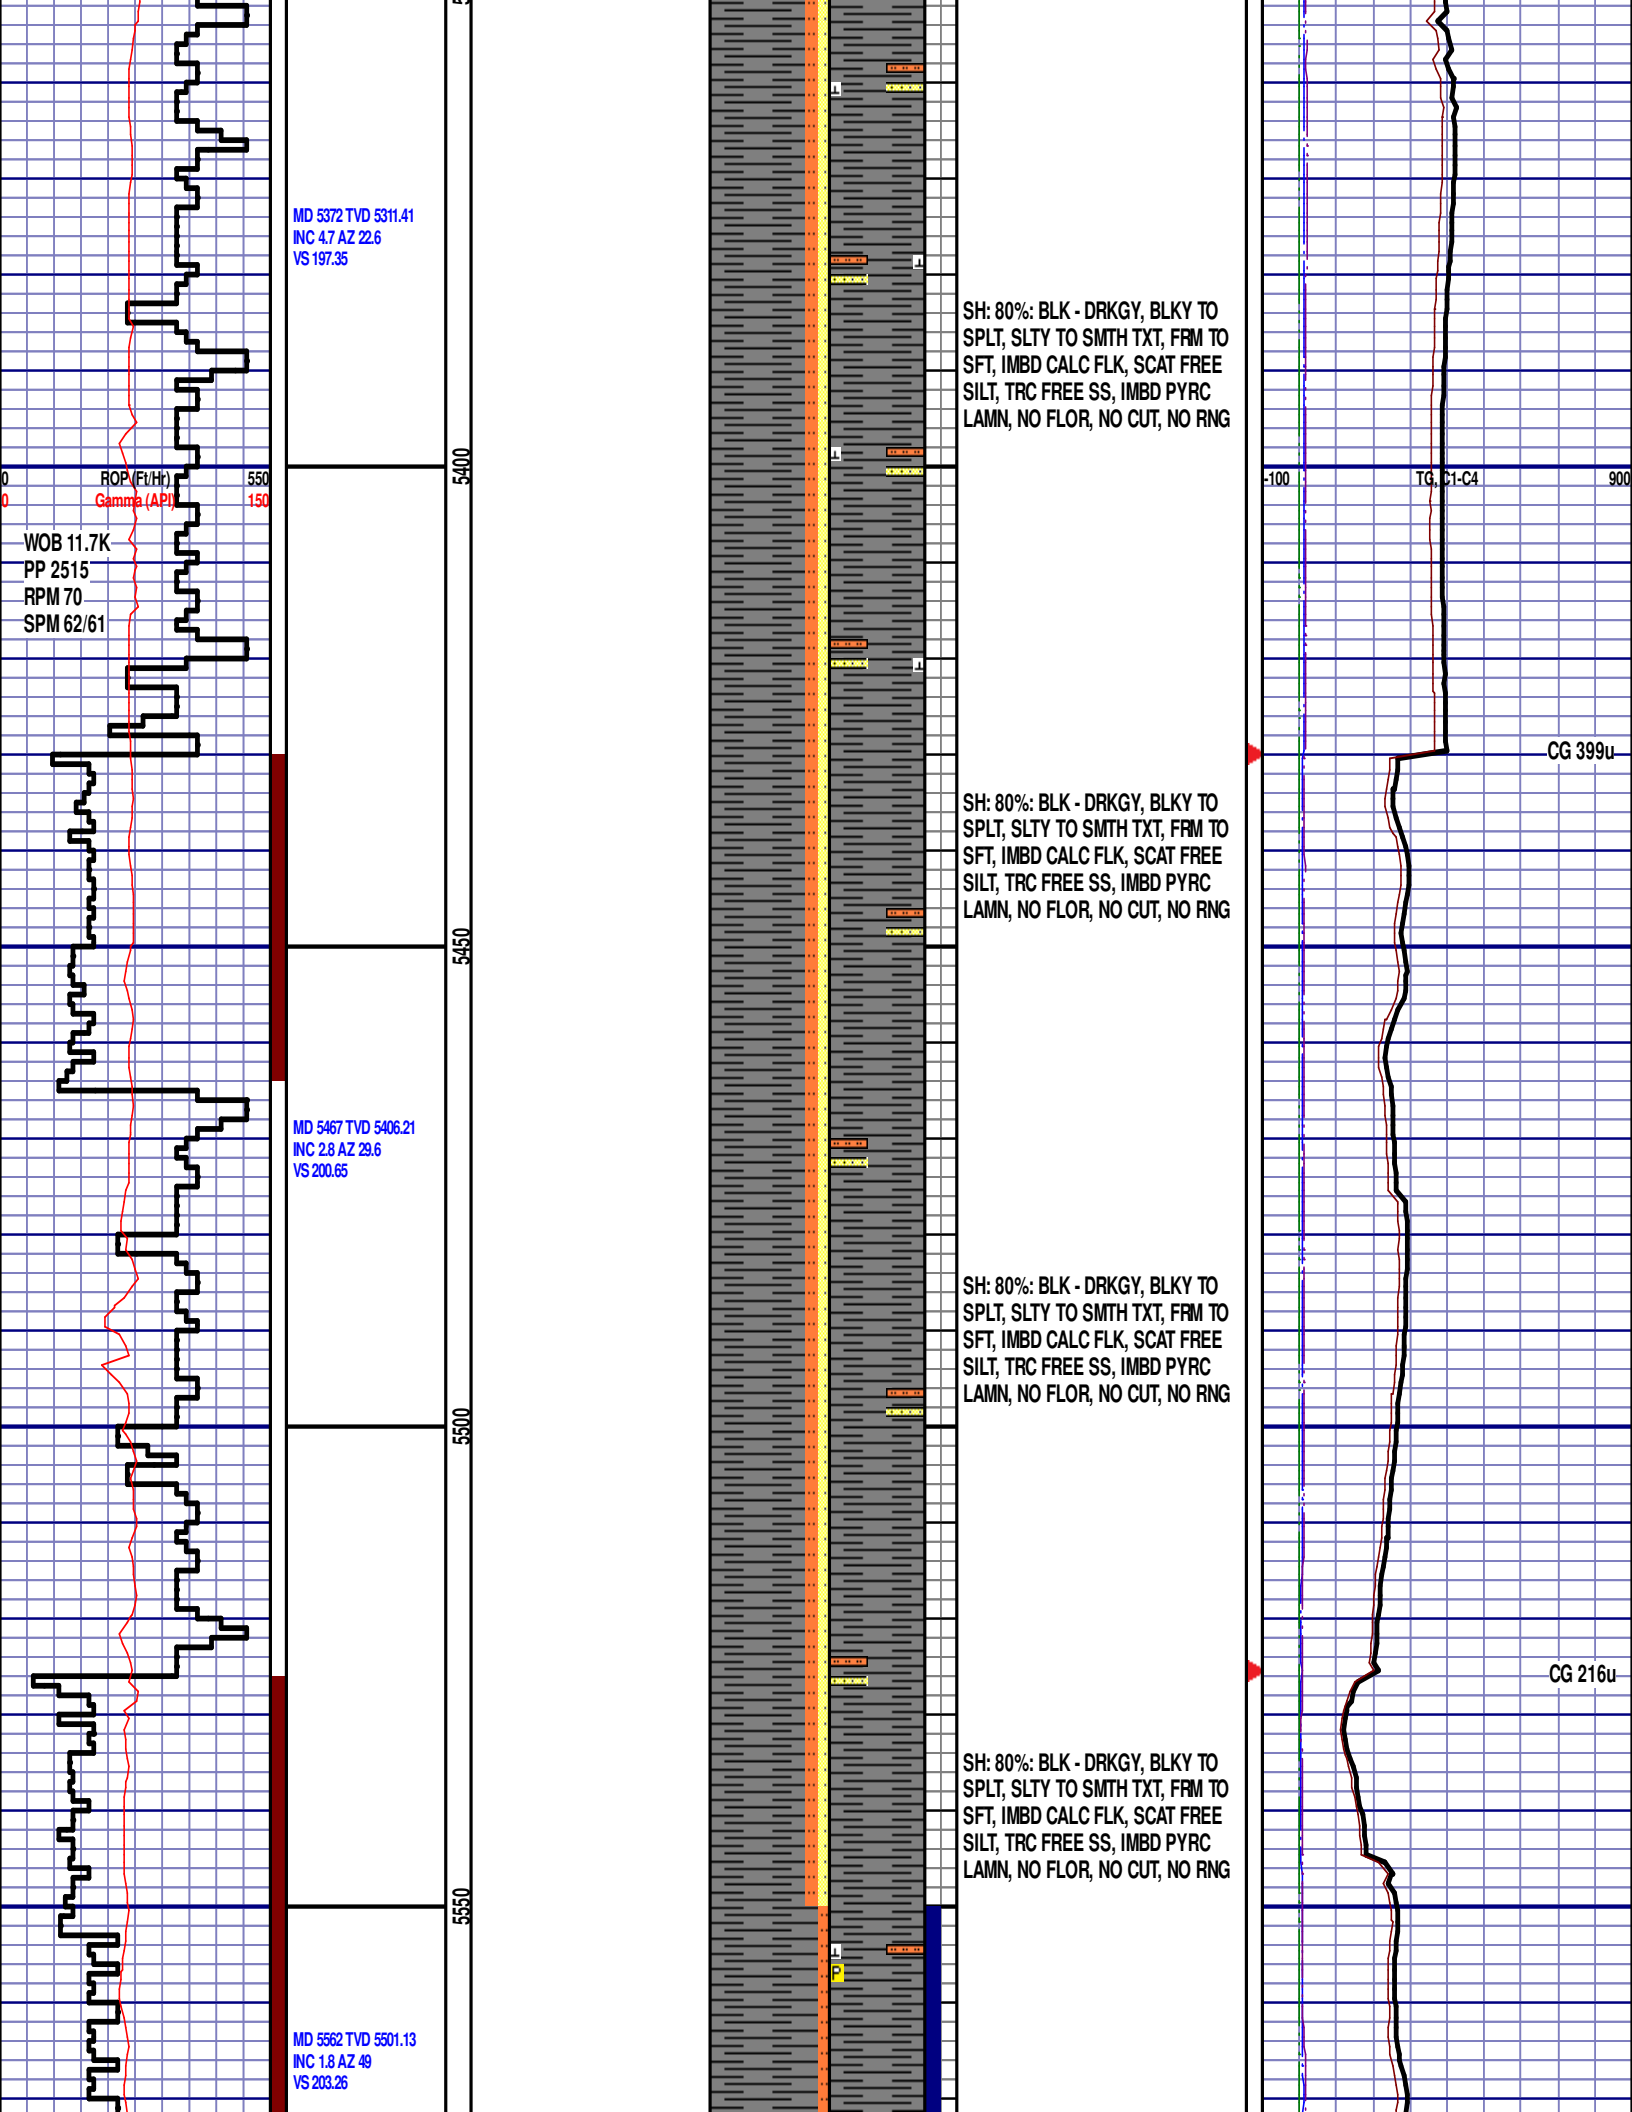 MD 5372 TVD 5311.41
INC 4.7 AZ 22.6
VS 197.35
SH: 80%: BLK - DRKGY, BLKY TO
SPLT, SLTY TO SMTH TXT, FRM TO
SFT, IMBD CALC FLK, SCAT FREE
SILT, TRC FREE SS, IMBD PYRC
LAMN, NO FLOR, NO CUT, NO RNG
5400
0 ROP (Ft/Hr) 550
0 Gamma (API) 150
-100 TG, C1-C4 900
WOB 11.7K
PP 2515
RPM 70
SPM 62/61
CG 399u
SH: 80%: BLK - DRKGY, BLKY TO
SPLT, SLTY TO SMTH TXT, FRM TO
SFT, IMBD CALC FLK, SCAT FREE
SILT, TRC FREE SS, IMBD PYRC
LAMN, NO FLOR, NO CUT, NO RNG
5450
MD 5467 TVD 5406.21
INC 2.8 AZ 29.6
VS 200.65
SH: 80%: BLK - DRKGY, BLKY TO
SPLT, SLTY TO SMTH TXT, FRM TO
SFT, IMBD CALC FLK, SCAT FREE
SILT, TRC FREE SS, IMBD PYRC
LAMN, NO FLOR, NO CUT, NO RNG
5500
CG 216u
SH: 80%: BLK - DRKGY, BLKY TO
SPLT, SLTY TO SMTH TXT, FRM TO
SFT, IMBD CALC FLK, SCAT FREE
SILT, TRC FREE SS, IMBD PYRC
LAMN, NO FLOR, NO CUT, NO RNG
5550
P
MD 5562 TVD 5501.13
INC 1.8 AZ 49
VS 203.26